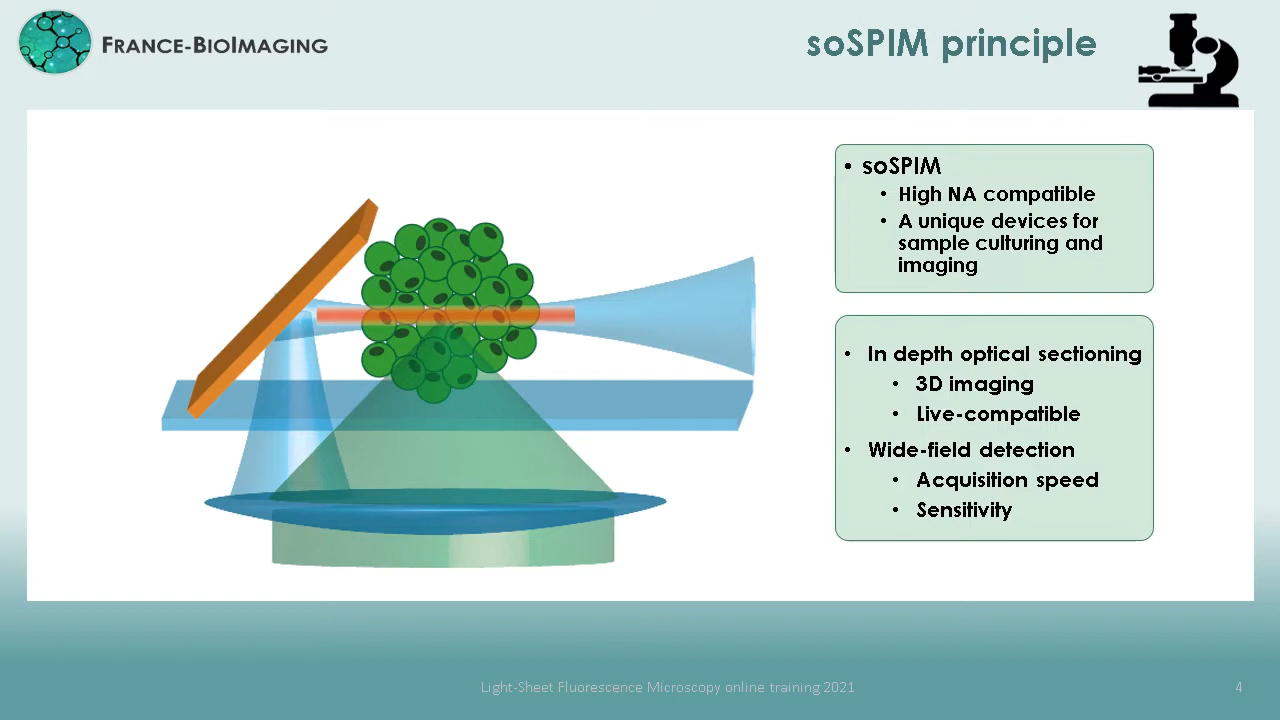 FRANCE-BIOIMAGING
soSPIM principle
• soSPIM
• High NA compatible
• A unique devices for
sample culturing and
imaging
• In depth optical sectioning
• 3D imaging
• Live-compatible
• Wide-field detection
• Acquisition speed
• Sensitivity
Light-Sheet Fluorescence Microscopy online training 2021
4